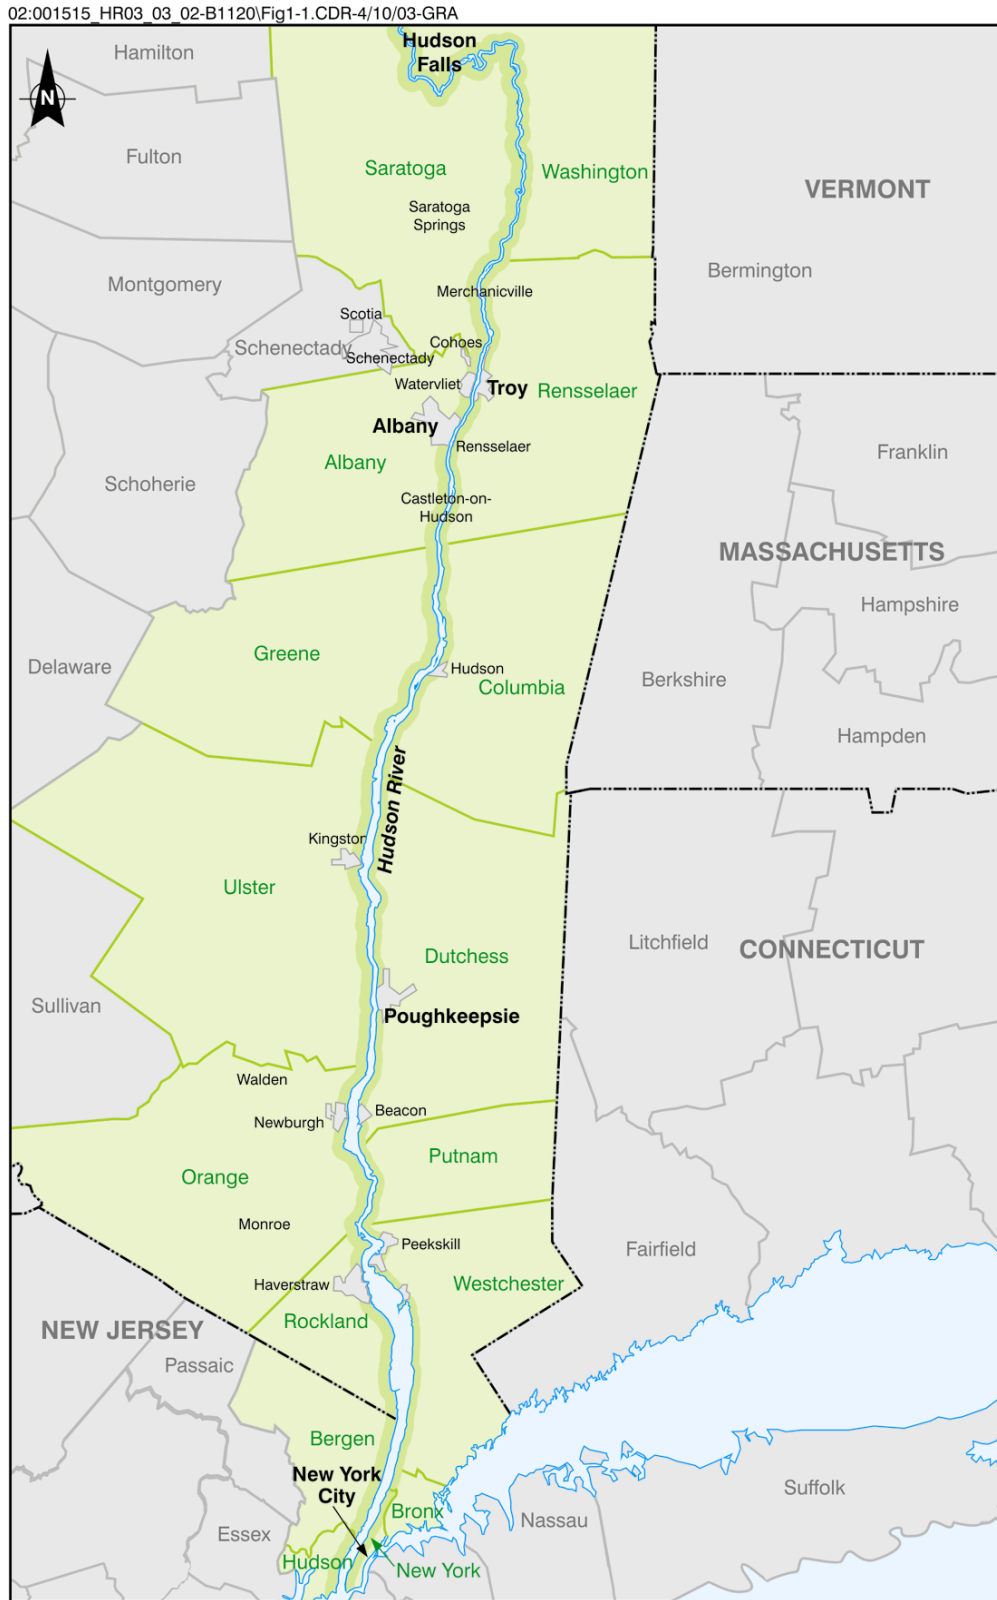 02:001515_HR03_03_02-B1120\Fig1-1.CDR-4/10/03-GRA
Hudson
Falls
Hamilton
N
Fulton
Saratoga
Washington
VERMONT
Saratoga
Springs
Bermington
Montgomery
Merchanicville
Scotia
Schenectady
Cohoes
Schenectady
Watervliet
Troy
Rensselaer
Albany
Rensselaer
Franklin
Albany
Schoherie
Castleton-on-
Hudson
MASSACHUSETTS
Hampshire
Greene
Delaware
Hudson
Columbia
Berkshire
Hampden
Hudson River
Kingston
Ulster
Litchfield
CONNECTICUT
Dutchess
Sullivan
Poughkeepsie
Walden
Beacon
Newburgh
Putnam
Orange
Monroe
Peekskill
Fairfield
Haverstraw
Westchester
Rockland
NEW JERSEY
Passaic
Bergen
New York
City
Suffolk
Bronx
Nassau
Essex
Hudson
New York